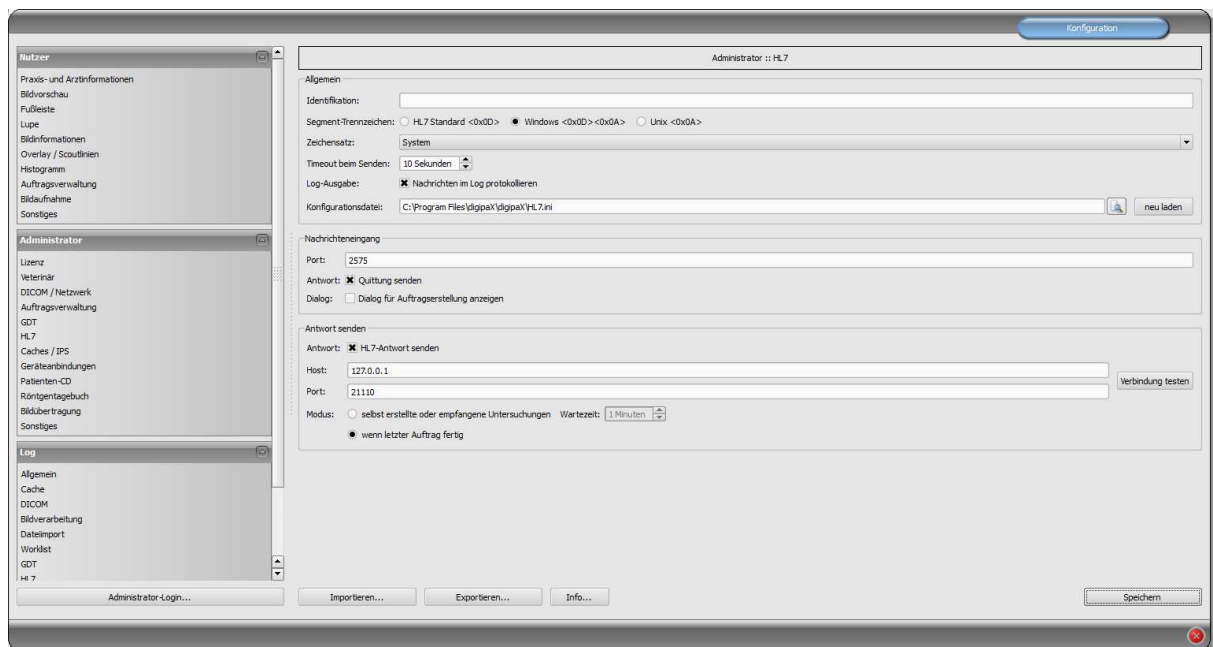 Konfiguration
Nutzer
Praxis- und Arztinformationen
Bildvorschau
Fußleiste
Lupe
Bildinformationen
Overlay / Scoutlinien
Histogramm
Auftragsverwaltung
Bildaufnahme
Sonstiges
Administrator
Lizenz
Veterinär
DICOM / Netzwerk
Auftragsverwaltung
GDT
HL7
Caches / IPS
Geräteanbindungen
Patienten-CD
Röntgentagebuch
Bildübertragung
Sonstiges
Log
Allgemein
Cache
DICOM
Bildverarbeitung
Dateiimport
Worklist
GDT
HL7
Administrator-Login...
Administrator :: HL7
Allgemein
Identifikation:
Segment-Trennzeichen: HL7 Standard <0x0D> Windows <0x0D><0x0A> Unix <0x0A>
Zeichensatz: System
Timeout beim Senden: 10 Sekunden
Log-Ausgabe: Nachrichten im Log protokollieren
Konfigurationsdatei: C:\Program Files\digipaX\digipaX\HL7.ini neu laden
Nachrichteneingang
Port: 2575
Antwort: Quittung senden
Dialog: Dialog für Auftragserstellung anzeigen
Antwort senden
Antwort: HL7-Antwort senden
Host: 127.0.0.1
Verbindung testen
Port: 21110
Modus: selbst erstellte oder empfangene Untersuchungen Wartezeit: 1 Minuten
wenn letzter Auftrag fertig
Importieren... Exportieren... Info... Speichern